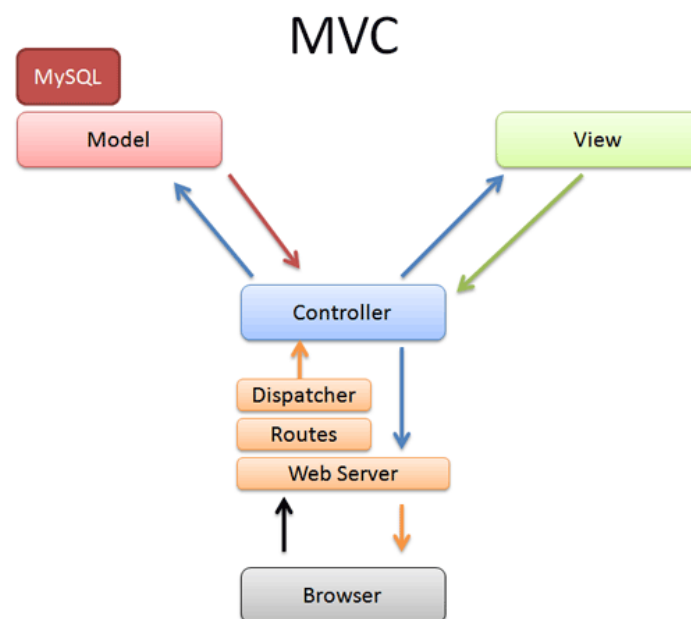 MVC
MySQL
Model
View
Controller
Dispatcher
Routes
Web Server
Browser